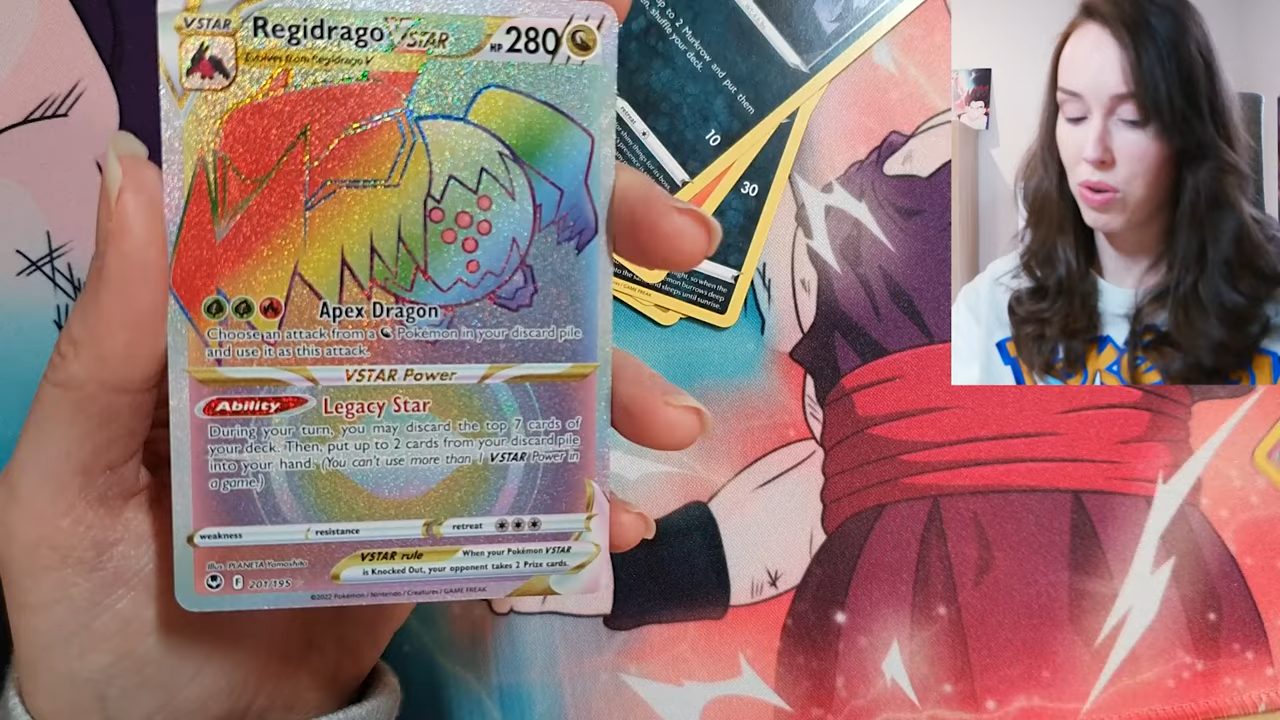 VSTAR Regidrago VSTAR HP 280
Evolves from Regidrago V
Apex Dragon
Choose an attack from a Pokémon in your discard pile
and use it as this attack.
VSTAR Power
Ability Legacy Star
During your turn, you may discard the top 7 cards of
your deck. Then, put up to 2 cards from your discard pile
into your hand. (You can't use more than 1 VSTAR Power in
a game.)
weakness resistance retreat
Illus. PLANETA Yamashita
VSTAR rule When your Pokémon VSTAR
is Knocked Out, your opponent takes 2 Prize cards.
F 201/195
©2022 Pokémon / Nintendo / Creatures / GAME FREAK
up to 2 Murkrow and put them
shuffle your deck.
10
retreat
30